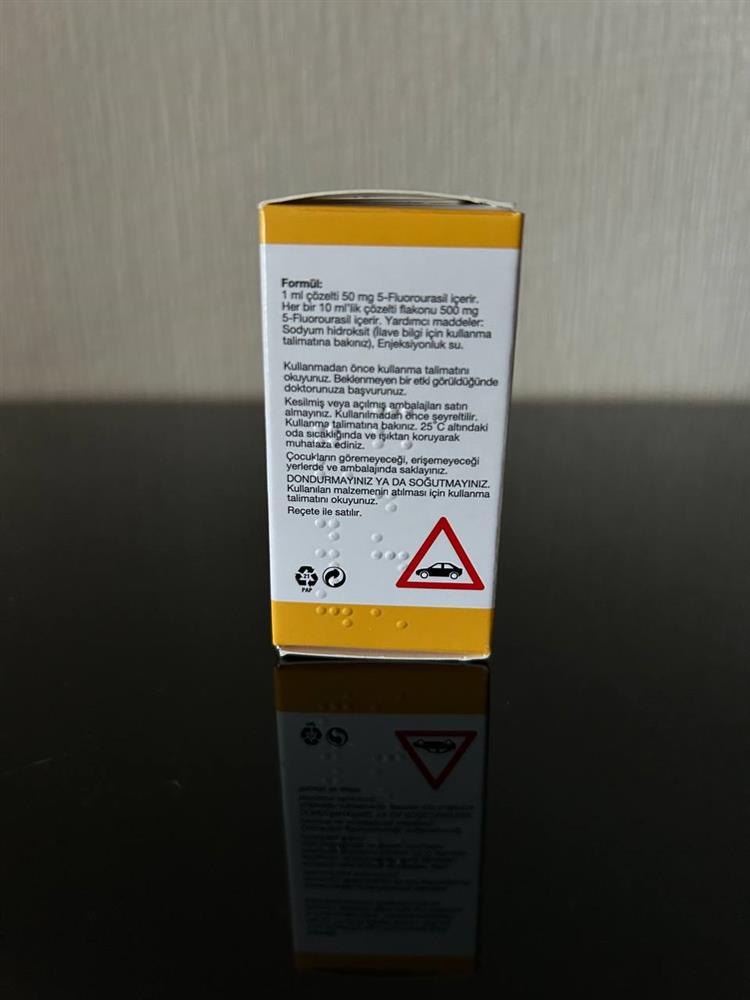 Formül:
1 ml çözelti 50 mg 5-Fluorourasil içerir.
Her bir 10 ml'lik çözelti flakonu 500 mg
5-Fluorourasil içerir. Yardımcı maddeler:
Sodyum hidroksit (İlave bilgi için kullanma
talimatına bakınız), Enjeksiyonluk su.
Kullanmadan önce kullanma talimatını
okuyunuz. Beklenmeyen bir etki görüldüğünde
doktorunuza başvurunuz.
Kesilmiş veya açılmış ambalajları satın
almayınız. Kullanılmadan önce seyreltilir.
Kullanma talimatına bakınız. 25°C altındaki
oda sıcaklığında ve ışıktan koruyarak
muhafaza ediniz.
Çocukların göremeyeceği, erişemeyeceği
yerlerde ve ambalajında saklayınız.
DONDURMAYINIZ YA DA SOĞUTMAYINIZ.
Kullanılan malzemenin atılması için kullanma
talimatını okuyunuz.
Reçete ile satılır.
21
PAP